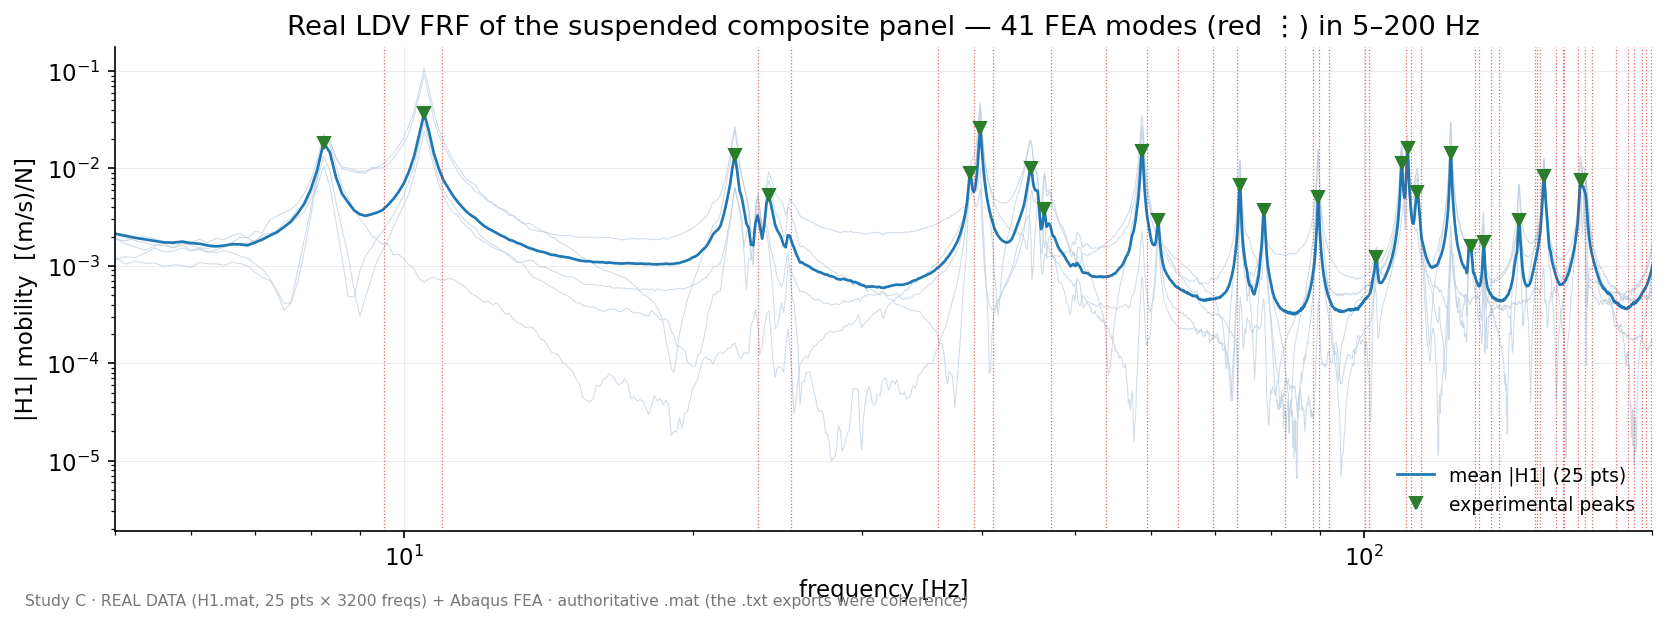 Real LDV FRF of the suspended composite panel — 41 FEA modes (red ⋮) in 5–200 Hz
|H1| mobility [(m/s)/N]
10⁻¹
10⁻²
10⁻³
10⁻⁴
10⁻⁵
mean |H1| (25 pts)
experimental peaks
10¹
10²
frequency [Hz]
Study C · REAL DATA (H1.mat, 25 pts × 3200 freqs) + Abaqus FEA · authoritative .mat (the .txt exports were coherence)